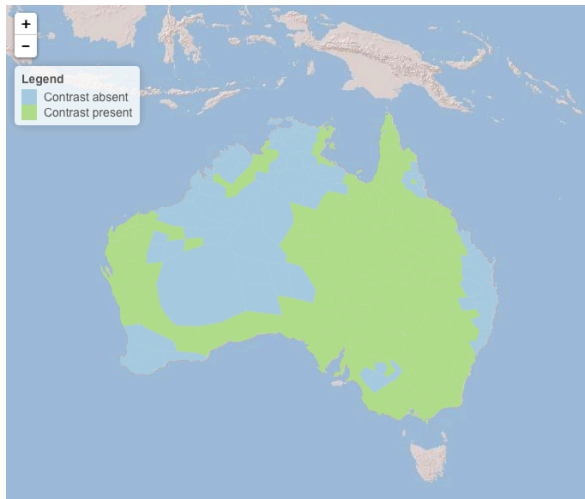 +
−
Legend
Contrast absent
Contrast present